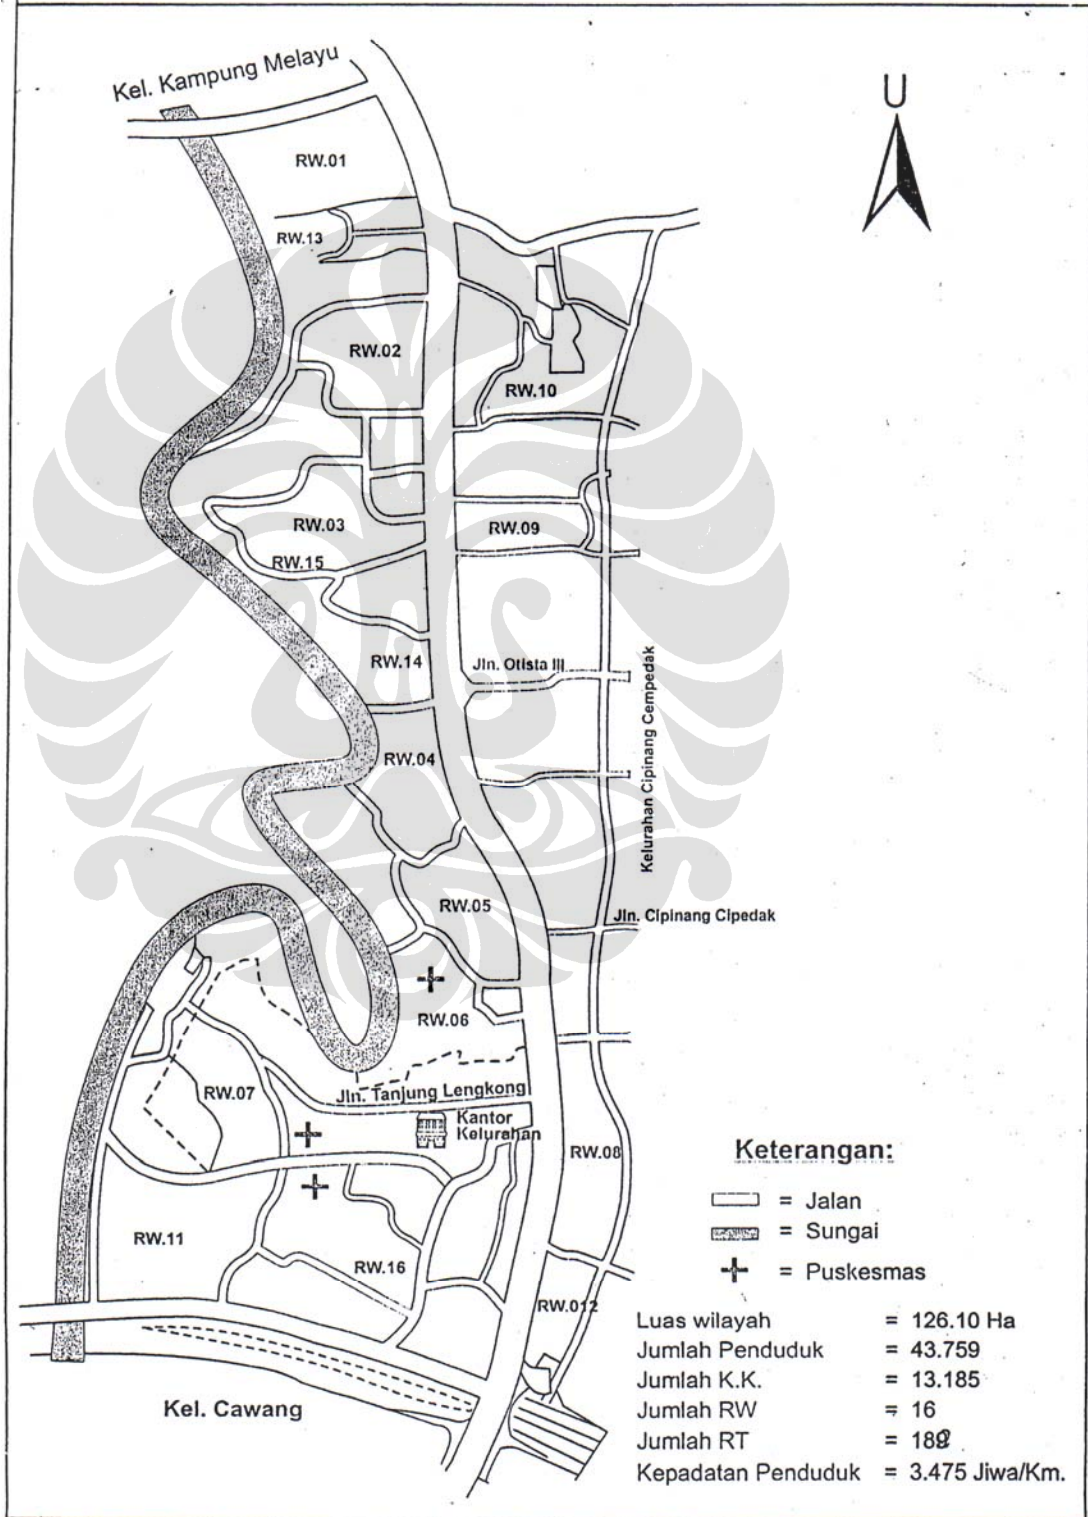 Kel. Kampung Melayu
U
RW.01
RW.13
RW.02
RW.10
RW.03
RW.09
RW.15
RW.14
Jln. Otista III
RW.04
Kelurahan Cipinang Cempedak
RW.05
Jln. Cipinang Cipedak
RW.06
RW.07
Jln. Tanjung Lengkong
Kantor
Kelurahan
RW.08
RW.11
RW.16
RW.012
Kel. Cawang
Keterangan:
= Jalan
= Sungai
= Puskesmas
Luas wilayah = 126.10 Ha
Jumlah Penduduk = 43.759
Jumlah K.K. = 13.185
Jumlah RW = 16
Jumlah RT =
Kepadatan Penduduk = 3.475 Jiwa/Km.